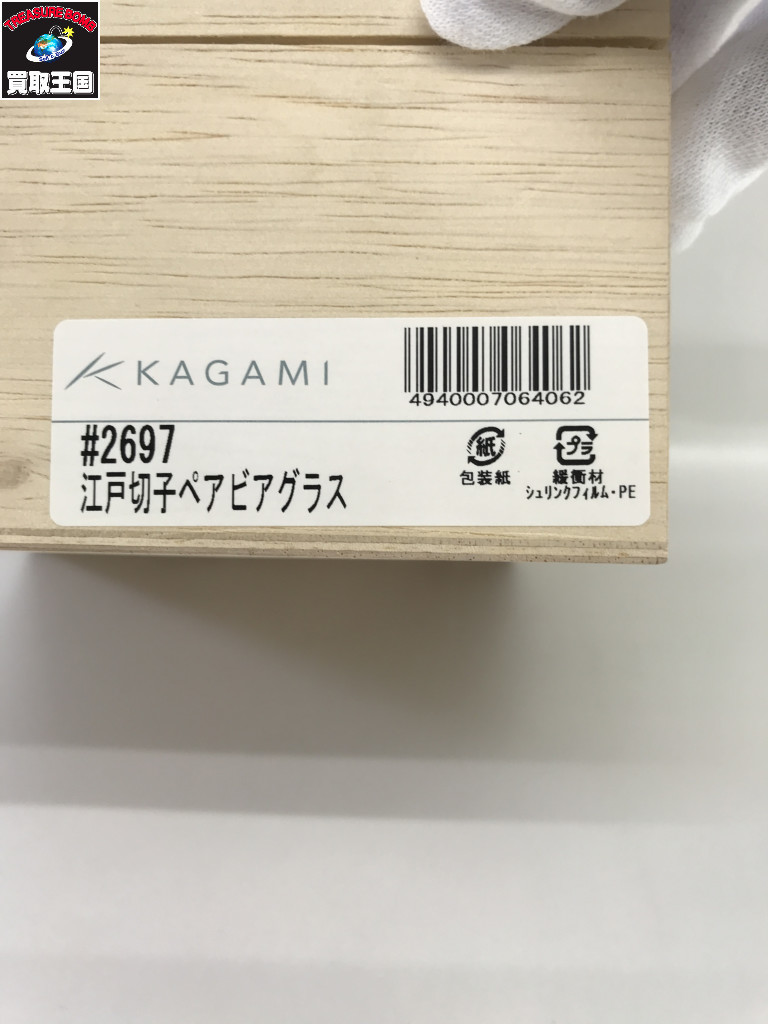 TREASURE BOMB
買取王国
KAGAMI
4940007064062
#2697
江戸切子ペアビアグラス
紙
包装紙
プラ
緩衝材
シュリンクフィルム・PE